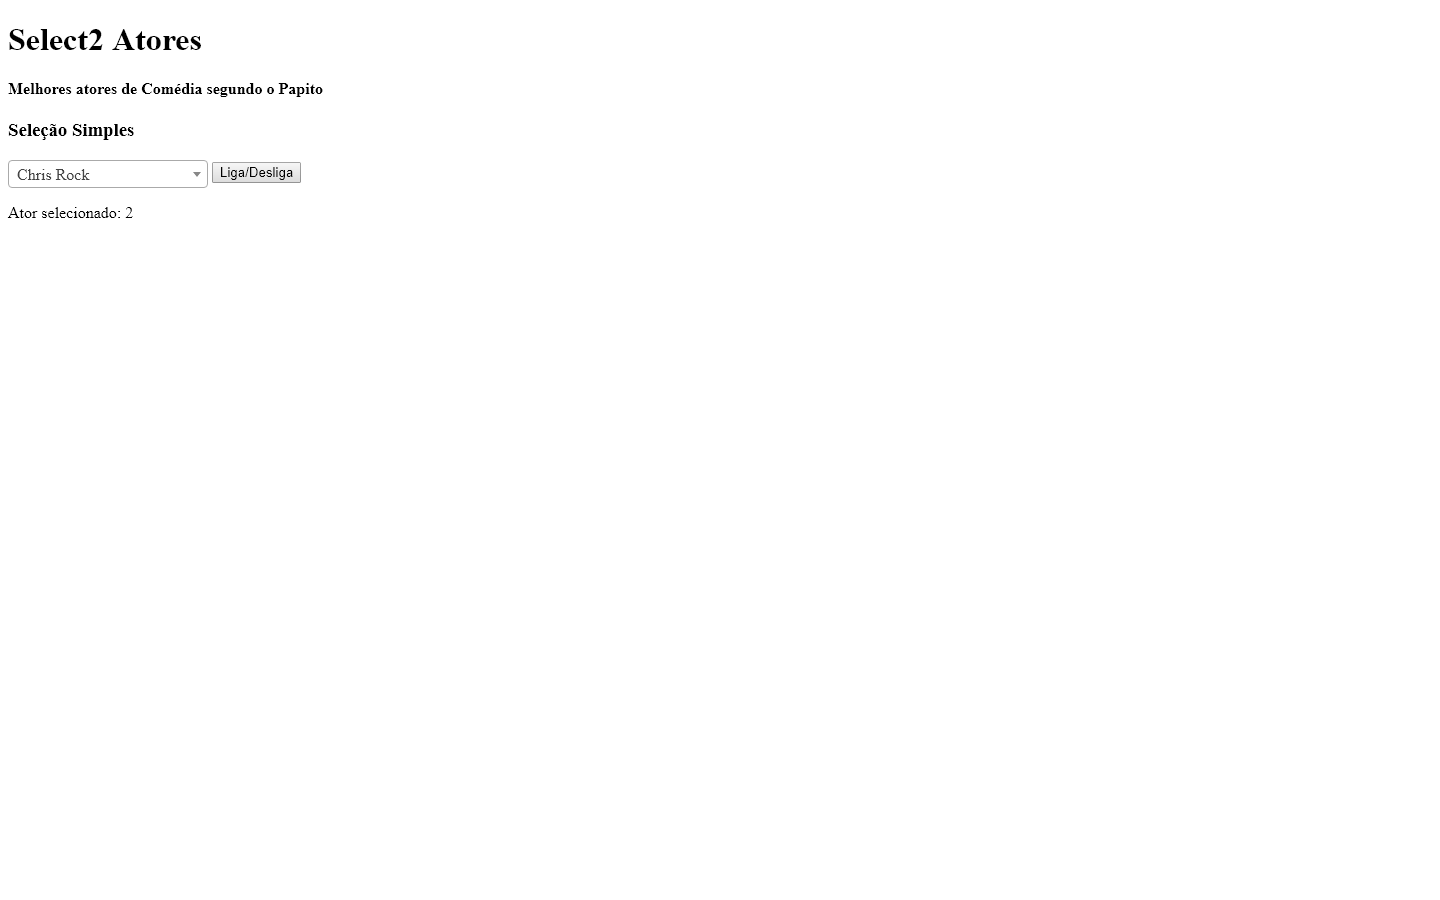 Select2 Atores
Melhores atores de Comédia segundo o Papito
Seleção Simples
Chris Rock Liga/Desliga
Ator selecionado: 2